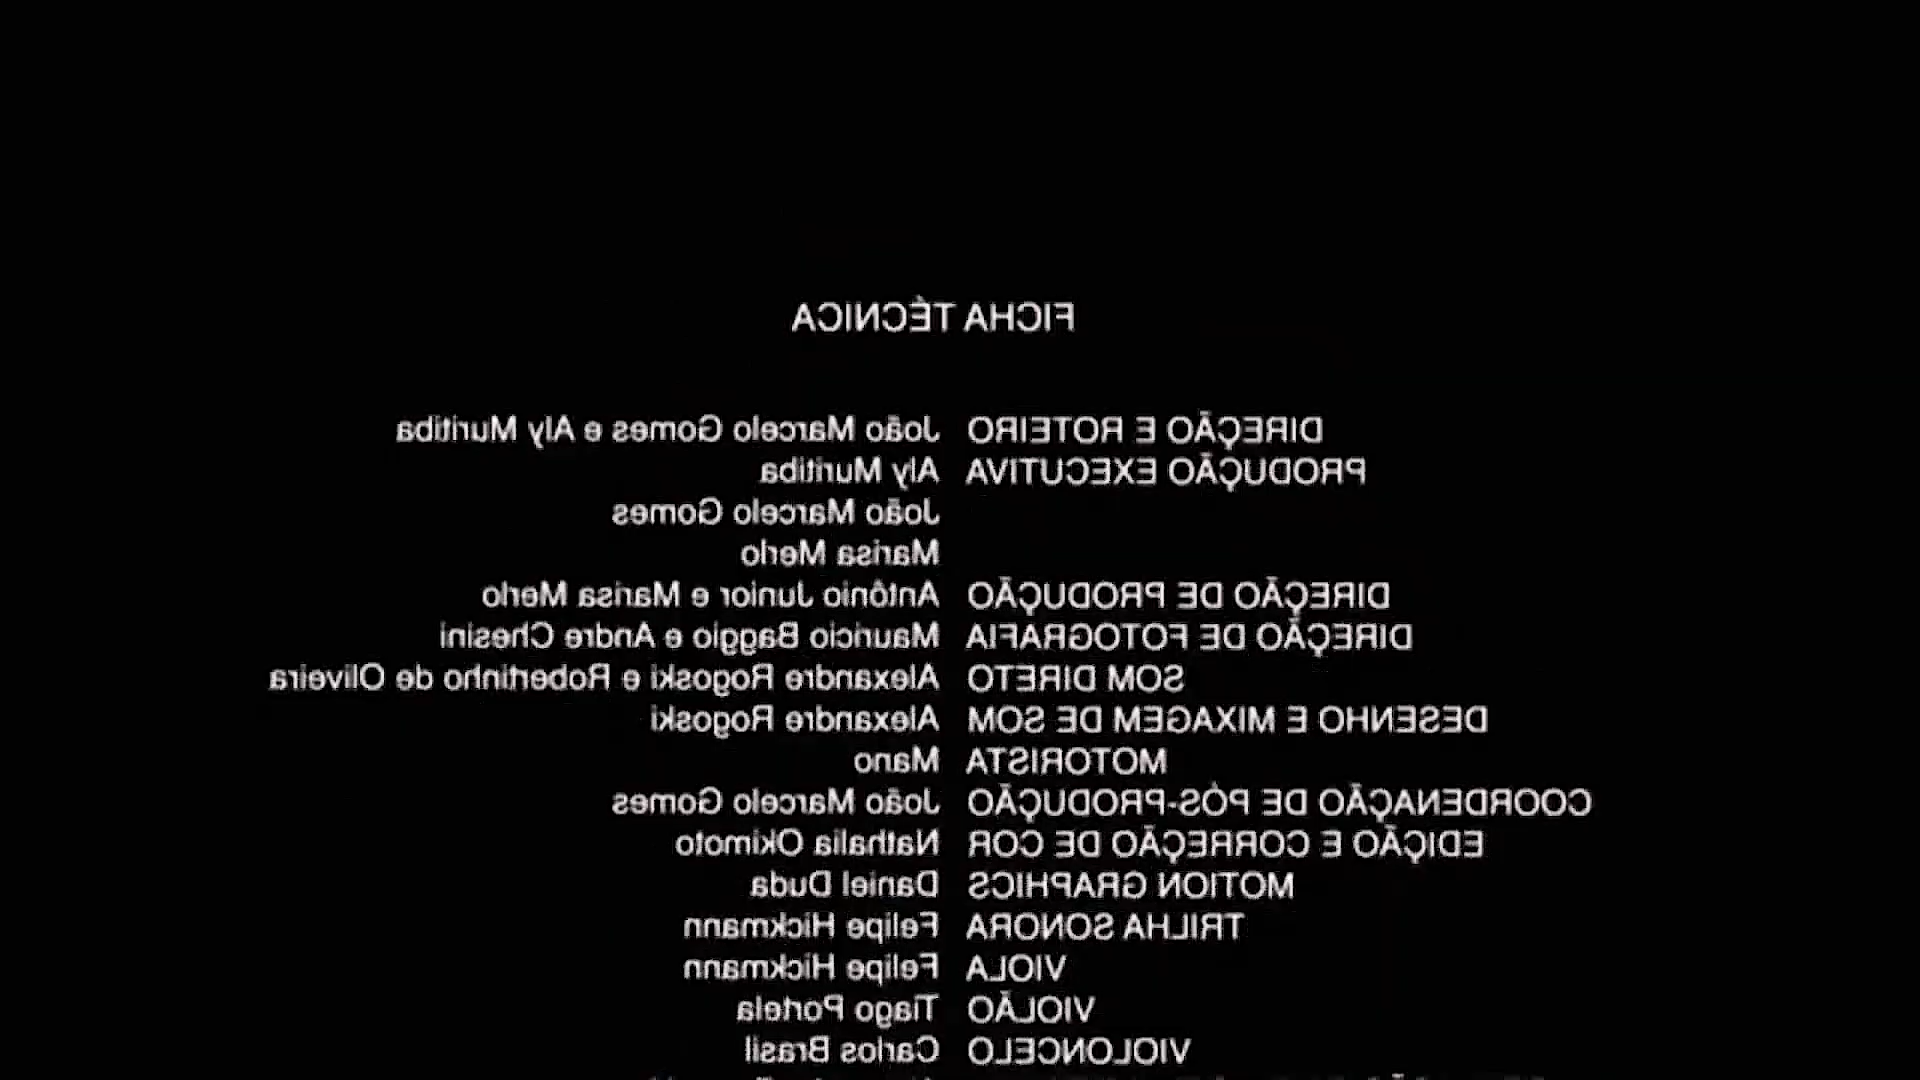 FICHA TÉCNICA
DIREÇÃO E ROTEIRO João Marcelo Gomes e Aly Muritiba
PRODUÇÃO EXECUTIVA Aly Muritiba
João Marcelo Gomes
Marisa Merlo
DIREÇÃO DE PRODUÇÃO Antônio Junior e Marisa Merlo
DIREÇÃO DE FOTOGRAFIA Mauricio Baggio e Andre Chesini
SOM DIRETO Alexandre Rogoski e Robertinho de Oliveira
DESENHO E MIXAGEM DE SOM Alexandre Rogoski
MOTORISTA Mano
COORDENAÇÃO DE PÓS-PRODUÇÃO João Marcelo Gomes
EDIÇÃO E CORREÇÃO DE COR Nathalia Okimoto
MOTION GRAPHICS Daniel Duda
TRILHA SONORA Felipe Hickmann
VIOLA Felipe Hickmann
VIOLÃO Tiago Portela
VIOLONCELO Carlos Brasil